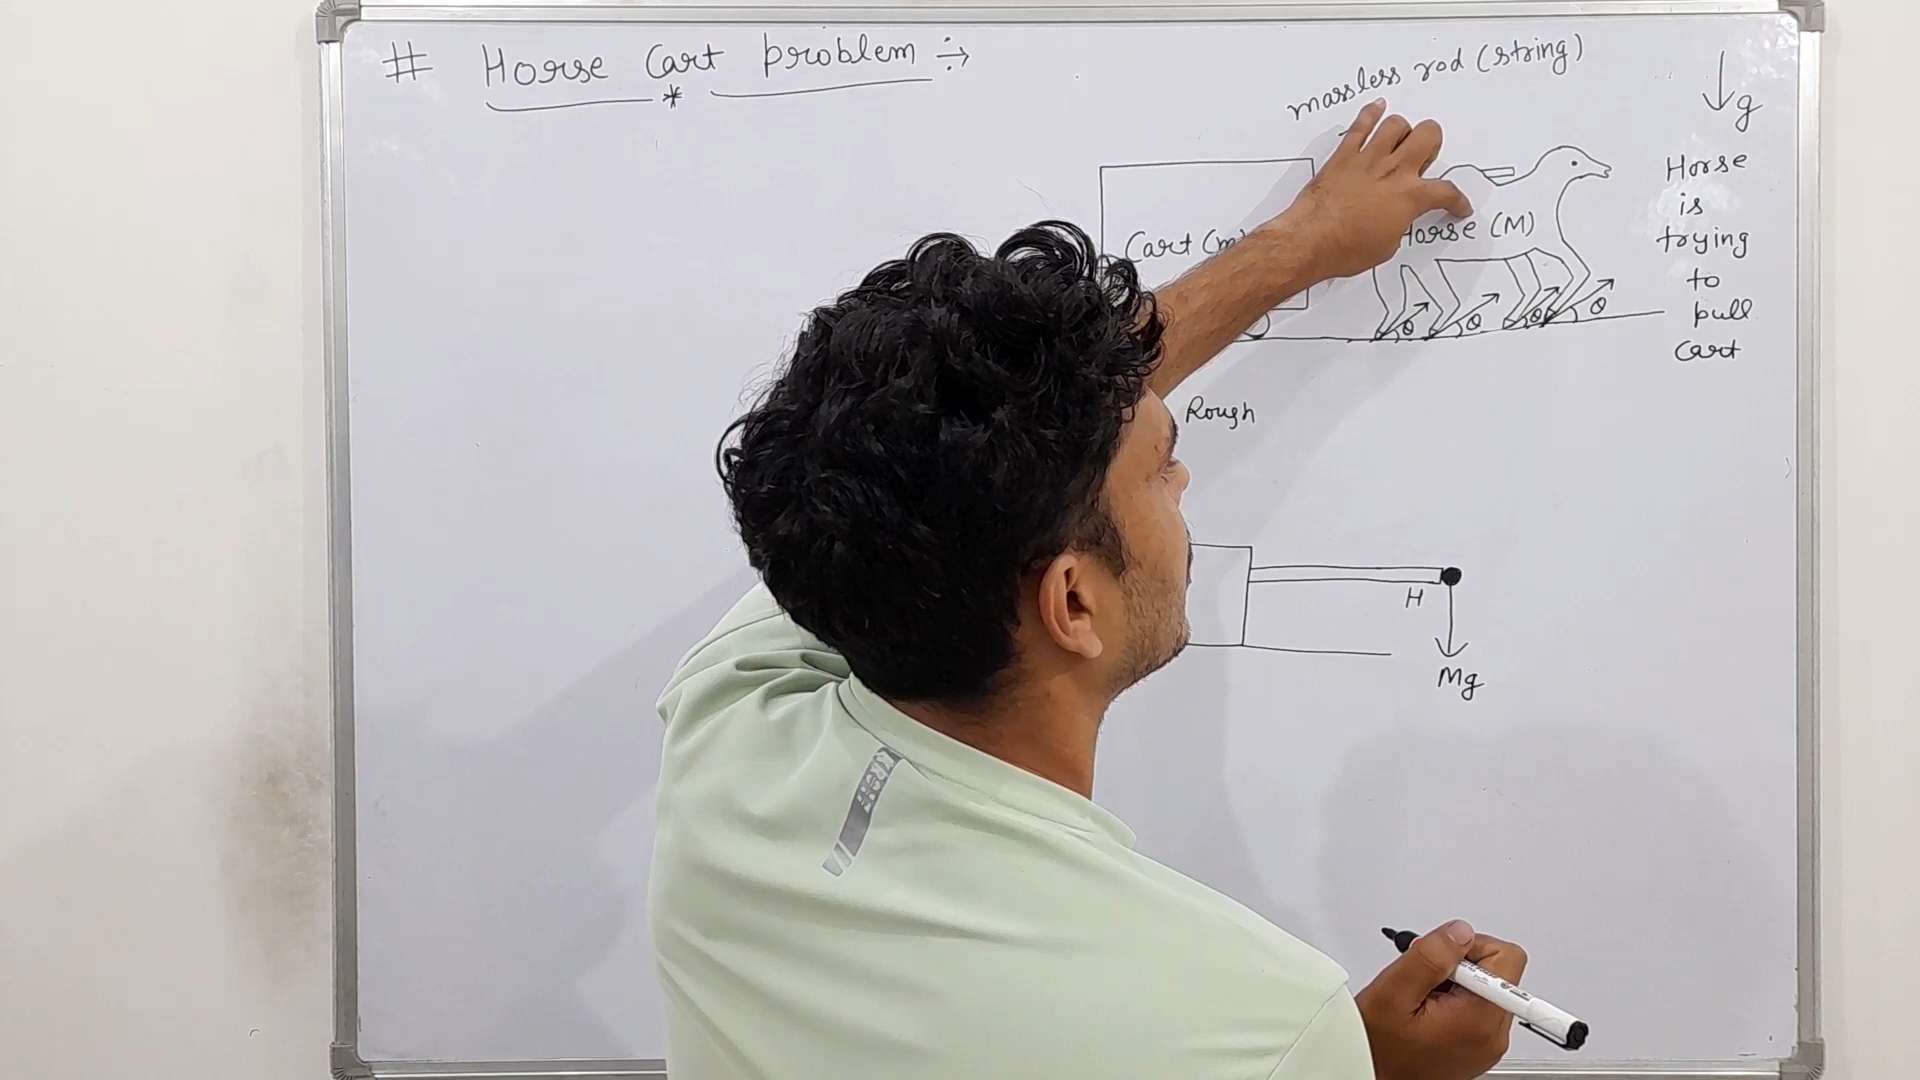 # Horse Cart problem ÷>
*
massless rod (string)
g
Horse
is
trying
to
pull
cart
Cart (m)
Horse (M)
θ θ θ θ
Rough
H
Mg